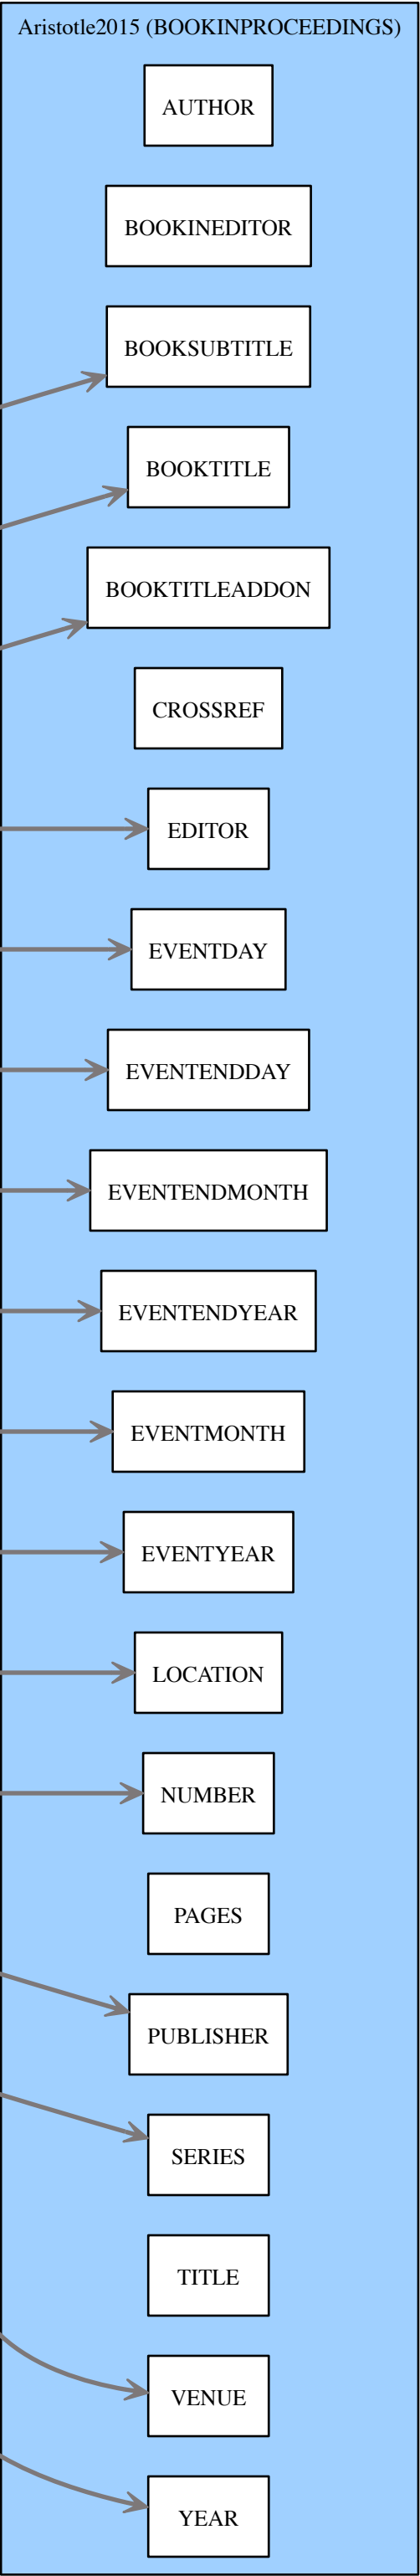 Aristotle2015 (BOOKINPROCEEDINGS)
AUTHOR
BOOKINEDITOR
BOOKSUBTITLE
BOOKTITLE
BOOKTITLEADDON
CROSSREF
EDITOR
EVENTDAY
EVENTENDDAY
EVENTENDMONTH
EVENTENDYEAR
EVENTMONTH
EVENTYEAR
LOCATION
NUMBER
PAGES
PUBLISHER
SERIES
TITLE
VENUE
YEAR